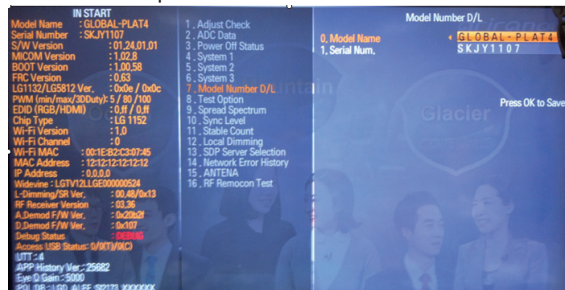 IN START
Model Name : GLOBAL-PLAT4
Serial Number : SKJY1107
S/W Version : 01,24,01,01
MICOM Version : 1,02,8
BOOT Version : 1,00,58
FRC Version : 0,63
LG1132/LG5812 Ver, : 0x0e / 0x0c
PWM (min/max/3DDuty): 5 / 80 / 100
EDID (RGB/HDMI) : 0,ff / 0,ff
Chip Type : LG 1152
Wi-Fi Version : 1,0
Wi-Fi Channel : 0
Wi-Fi MAC : 00:1E:B2:C3:07:45
MAC Address : 12:12:12:12:12:12
IP Address : 0,0,0,0
Widevine : LGTV12LLGE000000524
L-Dimming/SR Ver, : 00,48/0x13
RF Receiver Version : 03,36
A,Demod F/W Ver, : 0x20b2f
D,Demod F/W Ver, : 0x107
Debug Status : DEBUG
Access USB Status: 0/X(T)/X(C)
UTT : 4
APP History Ver,: 25682
Eye Q Gain : 5000
1 , Adjust Check
2 , ADC Data
3 , Power Off Status
4 , System 1
5 , System 2
6 , System 3
7 , Model Number D/L
8 , Test Option
9 , Spread Spectrum
10 , Sync Level
11 , Stable Count
12 , Local Dimming
13 , SDP Server Selection
14 , Network Error History
15 , ANTENA
16 , RF Remocon Test
Model Number D/L
0, Model Name GLOBAL-PLAT4
1, Serial Num, SKJY1107
Press OK to Save
Glacier